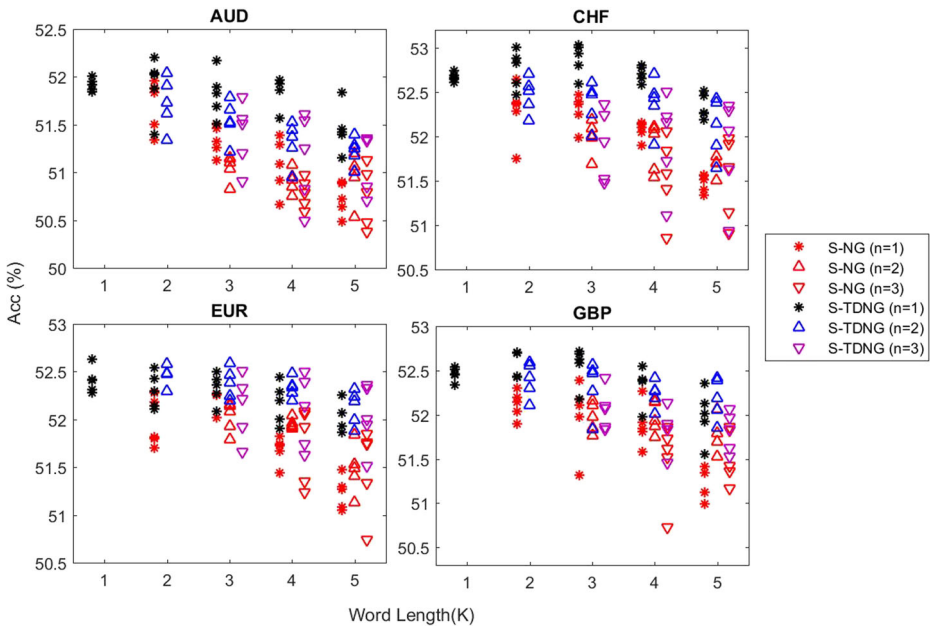 AUD
CHF
52.5
52
51.5
51
50.5
50
1 2 3 4 5
53
52.5
52
51.5
51
50.5
1 2 3 4 5
Acc (%)
EUR
GBP
53
52.5
52
51.5
51
50.5
1 2 3 4 5
53
52.5
52
51.5
51
50.5
1 2 3 4 5
Word Length(K)
S-NG (n=1)
S-NG (n=2)
S-NG (n=3)
S-TDNG (n=1)
S-TDNG (n=2)
S-TDNG (n=3)